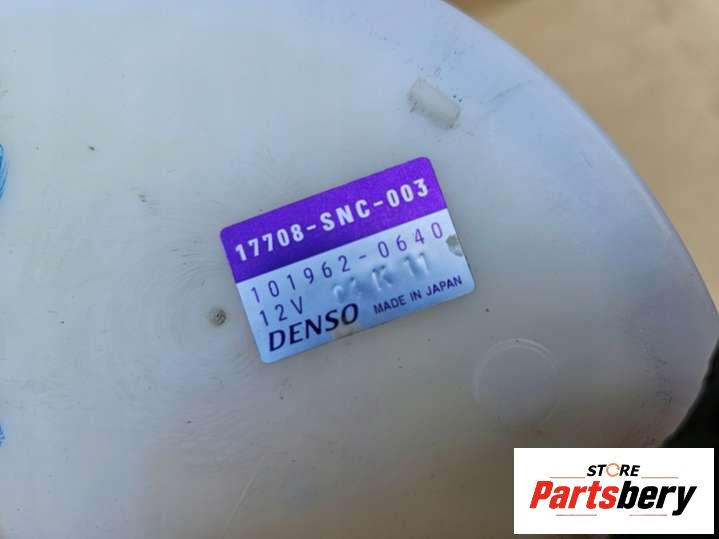 17708-SNC-003
101962-0640
12V
DENSO MADE IN JAPAN
STORE
Partsbery